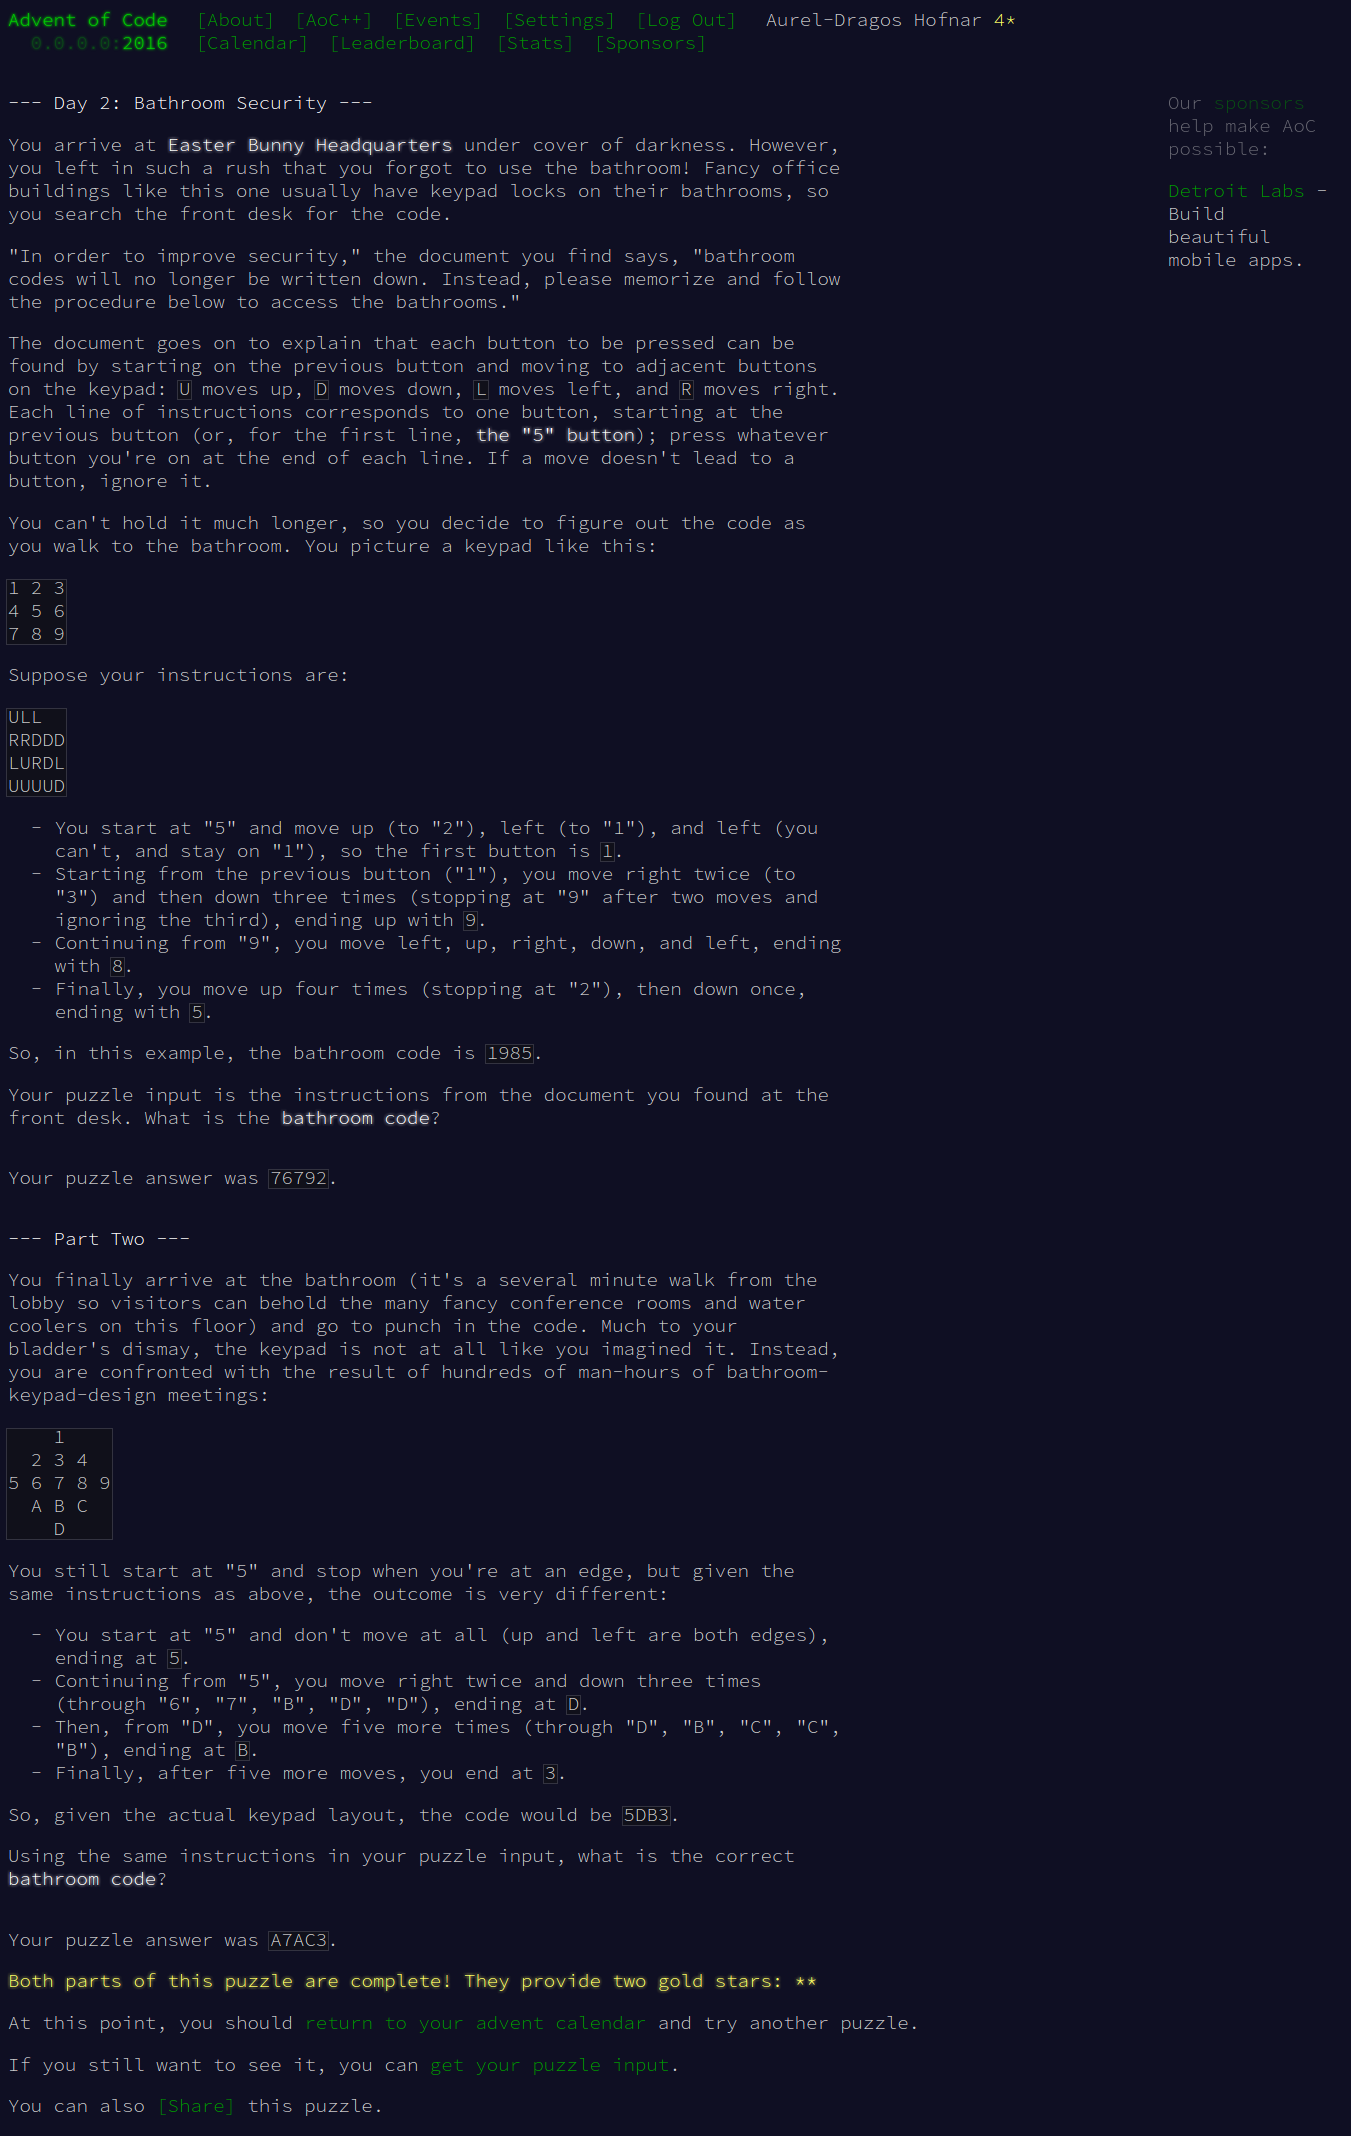 Advent of Code [About] [AoC++] [Events] [Settings] [Log Out] Aurel-Dragos Hofnar 4*
0.0.0.0:2016 [Calendar] [Leaderboard] [Stats] [Sponsors]
--- Day 2: Bathroom Security ---
You arrive at Easter Bunny Headquarters under cover of darkness. However,
you left in such a rush that you forgot to use the bathroom! Fancy office
buildings like this one usually have keypad locks on their bathrooms, so
you search the front desk for the code.
"In order to improve security," the document you find says, "bathroom
codes will no longer be written down. Instead, please memorize and follow
the procedure below to access the bathrooms."
The document goes on to explain that each button to be pressed can be
found by starting on the previous button and moving to adjacent buttons
on the keypad: U moves up, D moves down, L moves left, and R moves right.
Each line of instructions corresponds to one button, starting at the
previous button (or, for the first line, the "5" button); press whatever
button you're on at the end of each line. If a move doesn't lead to a
button, ignore it.
You can't hold it much longer, so you decide to figure out the code as
you walk to the bathroom. You picture a keypad like this:
1 2 3
4 5 6
7 8 9
Suppose your instructions are:
ULL
RRDDD
LURDL
UUUUD
- You start at "5" and move up (to "2"), left (to "1"), and left (you
can't, and stay on "1"), so the first button is 1.
- Starting from the previous button ("1"), you move right twice (to
"3") and then down three times (stopping at "9" after two moves and
ignoring the third), ending up with 9.
- Continuing from "9", you move left, up, right, down, and left, ending
with 8.
- Finally, you move up four times (stopping at "2"), then down once,
ending with 5.
So, in this example, the bathroom code is 1985.
Your puzzle input is the instructions from the document you found at the
front desk. What is the bathroom code?
Your puzzle answer was 76792.
--- Part Two ---
You finally arrive at the bathroom (it's a several minute walk from the
lobby so visitors can behold the many fancy conference rooms and water
coolers on this floor) and go to punch in the code. Much to your
bladder's dismay, the keypad is not at all like you imagined it. Instead,
you are confronted with the result of hundreds of man-hours of bathroom-
keypad-design meetings:
1
2 3 4
5 6 7 8 9
A B C
D
You still start at "5" and stop when you're at an edge, but given the
same instructions as above, the outcome is very different:
- You start at "5" and don't move at all (up and left are both edges),
ending at 5.
- Continuing from "5", you move right twice and down three times
(through "6", "7", "B", "D", "D"), ending at D.
- Then, from "D", you move five more times (through "D", "B", "C", "C",
"B"), ending at B.
- Finally, after five more moves, you end at 3.
So, given the actual keypad layout, the code would be 5DB3.
Using the same instructions in your puzzle input, what is the correct
bathroom code?
Your puzzle answer was A7AC3.
Both parts of this puzzle are complete! They provide two gold stars: **
At this point, you should return to your advent calendar and try another puzzle.
If you still want to see it, you can get your puzzle input.
You can also [Share] this puzzle.
Our sponsors
help make AoC
possible:
Detroit Labs -
Build
beautiful
mobile apps.